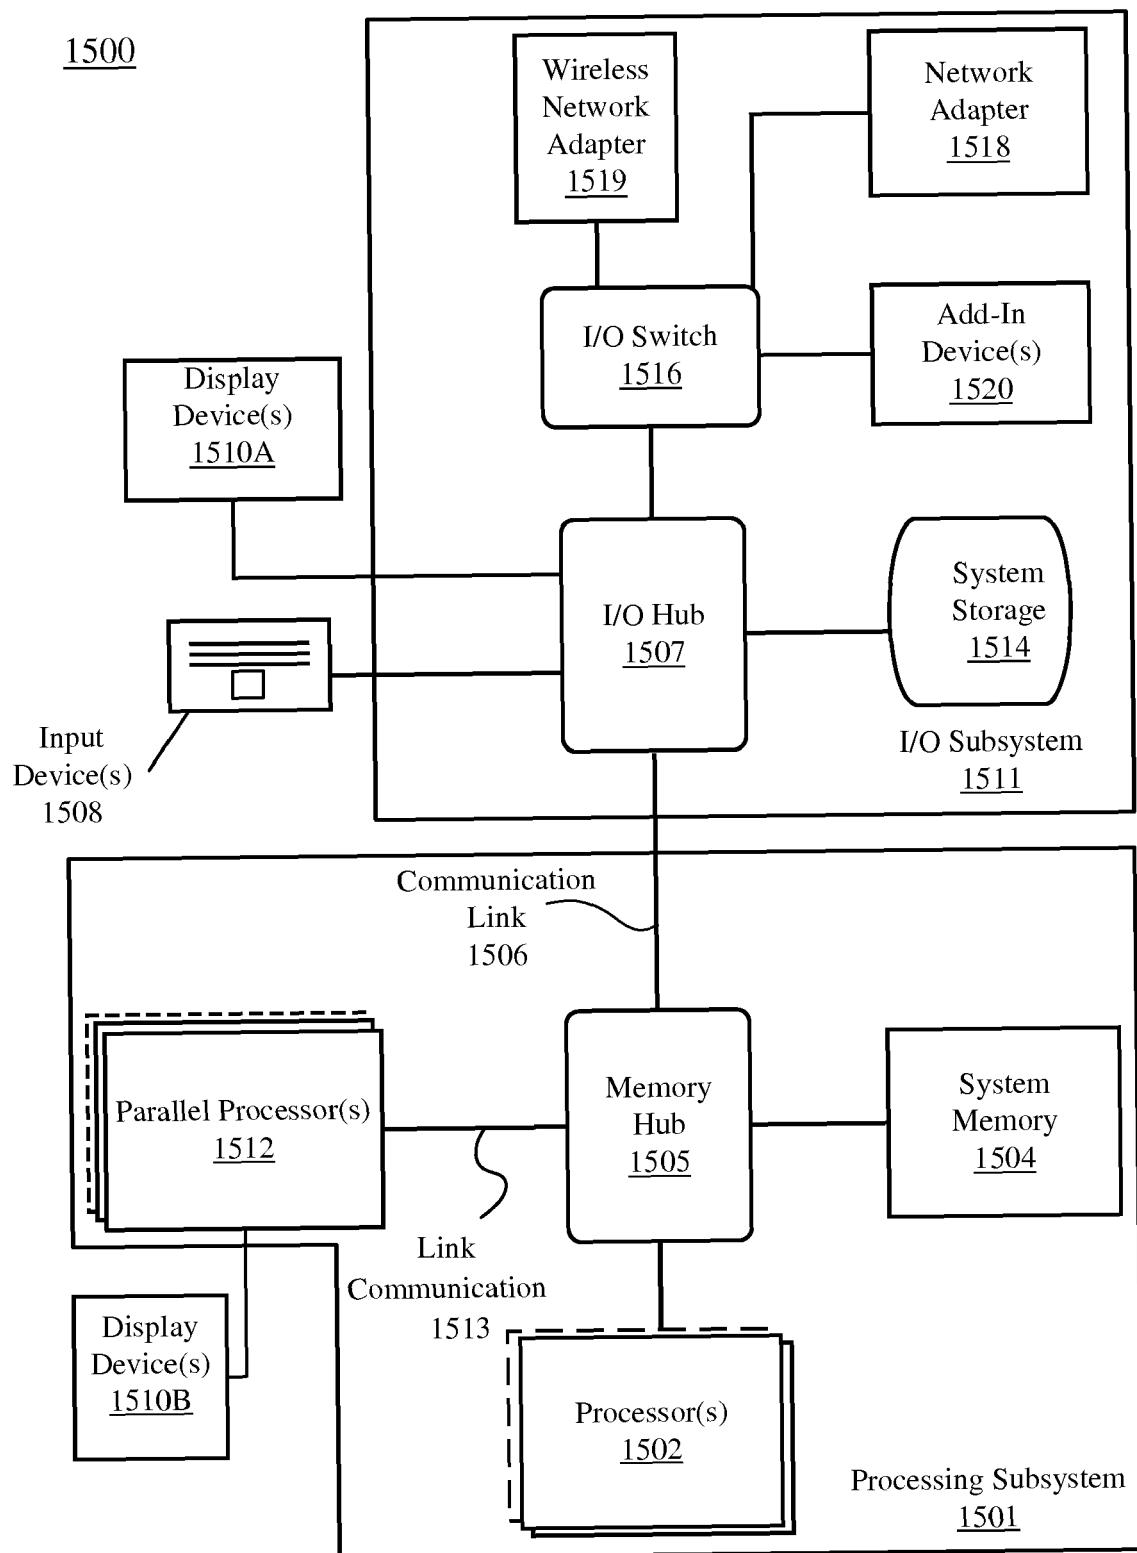 1500
Wireless
Network
Adapter
1519
Network
Adapter
1518
I/O Switch
1516
Add-In
Device(s)
1520
Display
Device(s)
1510A
I/O Hub
1507
System
Storage
1514
Input
Device(s)
1508
I/O Subsystem
1511
Communication
Link
1506
Parallel Processor(s)
1512
Memory
Hub
1505
System
Memory
1504
Link
Communication
1513
Display
Device(s)
1510B
Processor(s)
1502
Processing Subsystem
1501